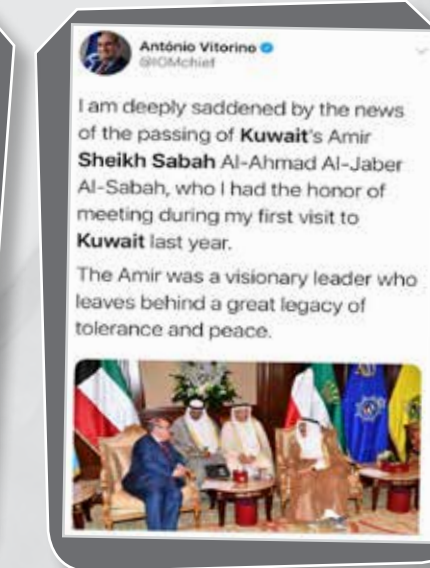 António Vitorino
@IOMchief
I am deeply saddened by the news
of the passing of Kuwait's Amir
Sheikh Sabah Al-Ahmad Al-Jaber
Al-Sabah, who I had the honor of
meeting during my first visit to
Kuwait last year.
The Amir was a visionary leader who
leaves behind a great legacy of
tolerance and peace.